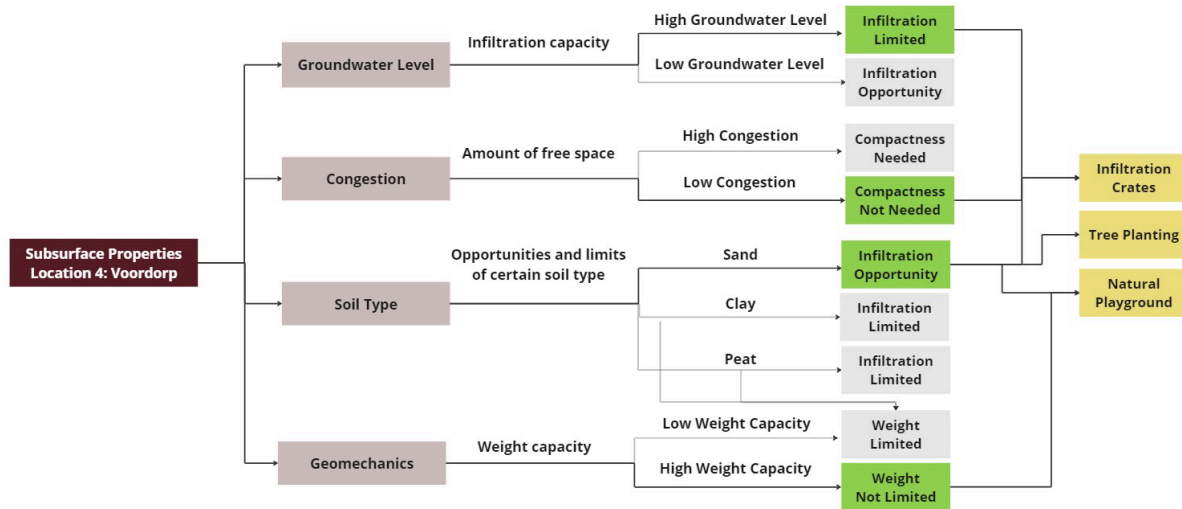 Subsurface Properties
Location 4: Voordorp
Groundwater Level
Infiltration capacity
High Groundwater Level
Infiltration
Limited
Low Groundwater Level
Infiltration
Opportunity
Congestion
Amount of free space
High Congestion
Compactness
Needed
Low Congestion
Compactness
Not Needed
Soil Type
Opportunities and limits
of certain soil type
Sand
Infiltration
Opportunity
Clay
Infiltration
Limited
Peat
Infiltration
Limited
Geomechanics
Weight capacity
Low Weight Capacity
Weight
Limited
High Weight Capacity
Weight
Not Limited
Infiltration
Crates
Tree Planting
Natural
Playground